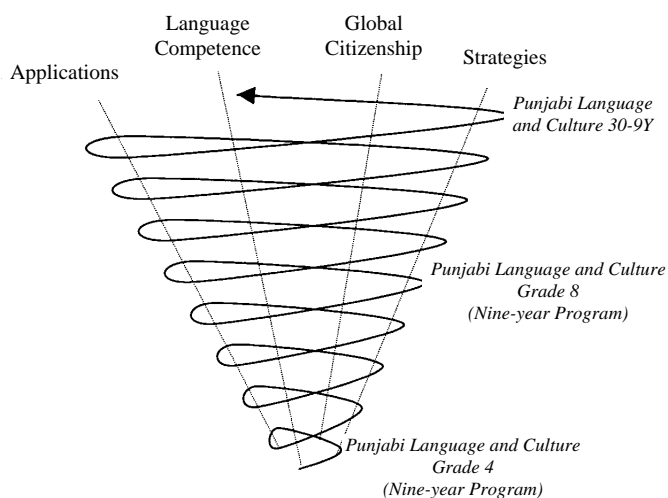 Language
Competence
Global
Citizenship
Applications
Strategies
Punjabi Language
and Culture 30-9Y
Punjabi Language and Culture
Grade 8
(Nine-year Program)
Punjabi Language and Culture
Grade 4
(Nine-year Program)